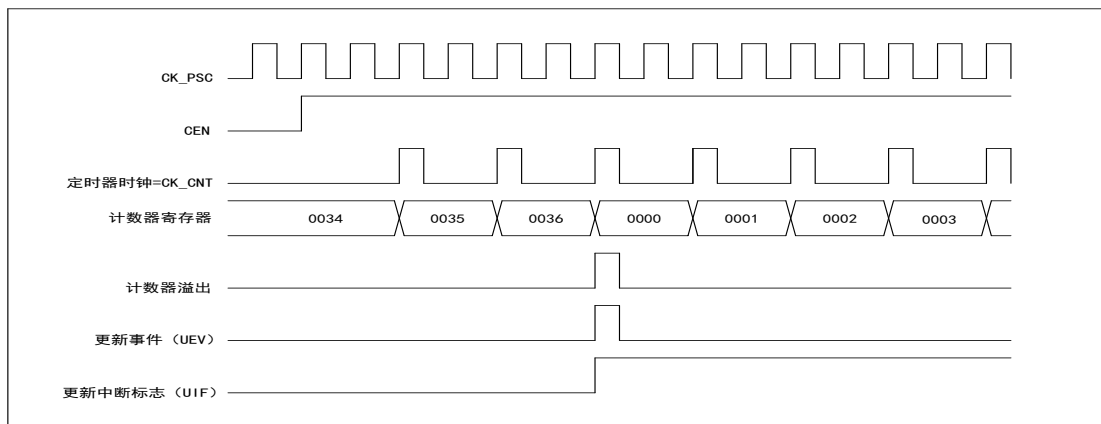 CK_PSC
CEN
定时器时钟=CK_CNT
计数器寄存器 0034 0035 0036 0000 0001 0002 0003
计数器溢出
更新事件 (UEV)
更新中断标志 (UIF)